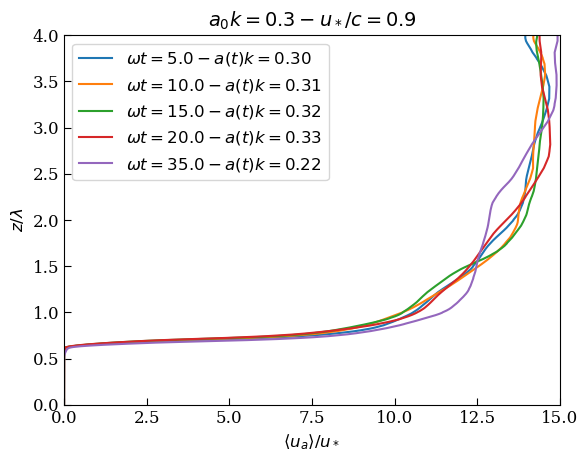 a₀k = 0.3 − u*/c = 0.9
4.0
3.5
3.0
2.5
2.0
1.5
1.0
0.5
0.0
z/λ
ωt = 5.0 − a(t)k = 0.30
ωt = 10.0 − a(t)k = 0.31
ωt = 15.0 − a(t)k = 0.32
ωt = 20.0 − a(t)k = 0.33
ωt = 35.0 − a(t)k = 0.22
0.0 2.5 5.0 7.5 10.0 12.5 15.0
⟨uₐ⟩/u*